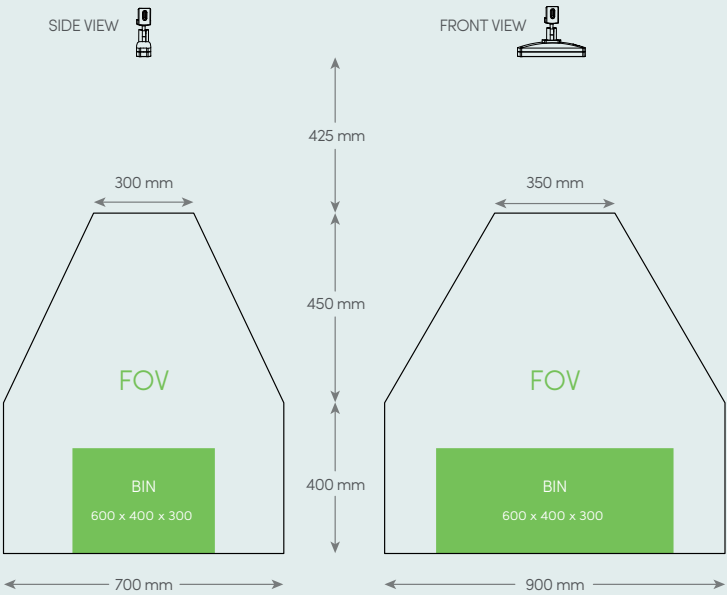 SIDE VIEW
FRONT VIEW
425 mm
300 mm
350 mm
450 mm
FOV
FOV
BIN
600 x 400 x 300
400 mm
BIN
600 x 400 x 300
700 mm
900 mm